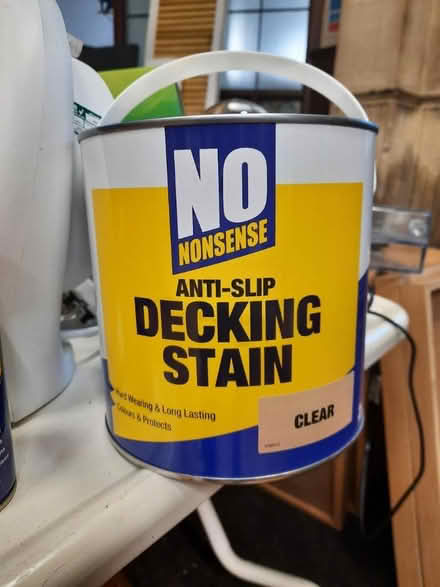 NO
NONSENSE
ANTI-SLIP
DECKING
STAIN
Hard Wearing & Long Lasting
Colours & Protects
CLEAR